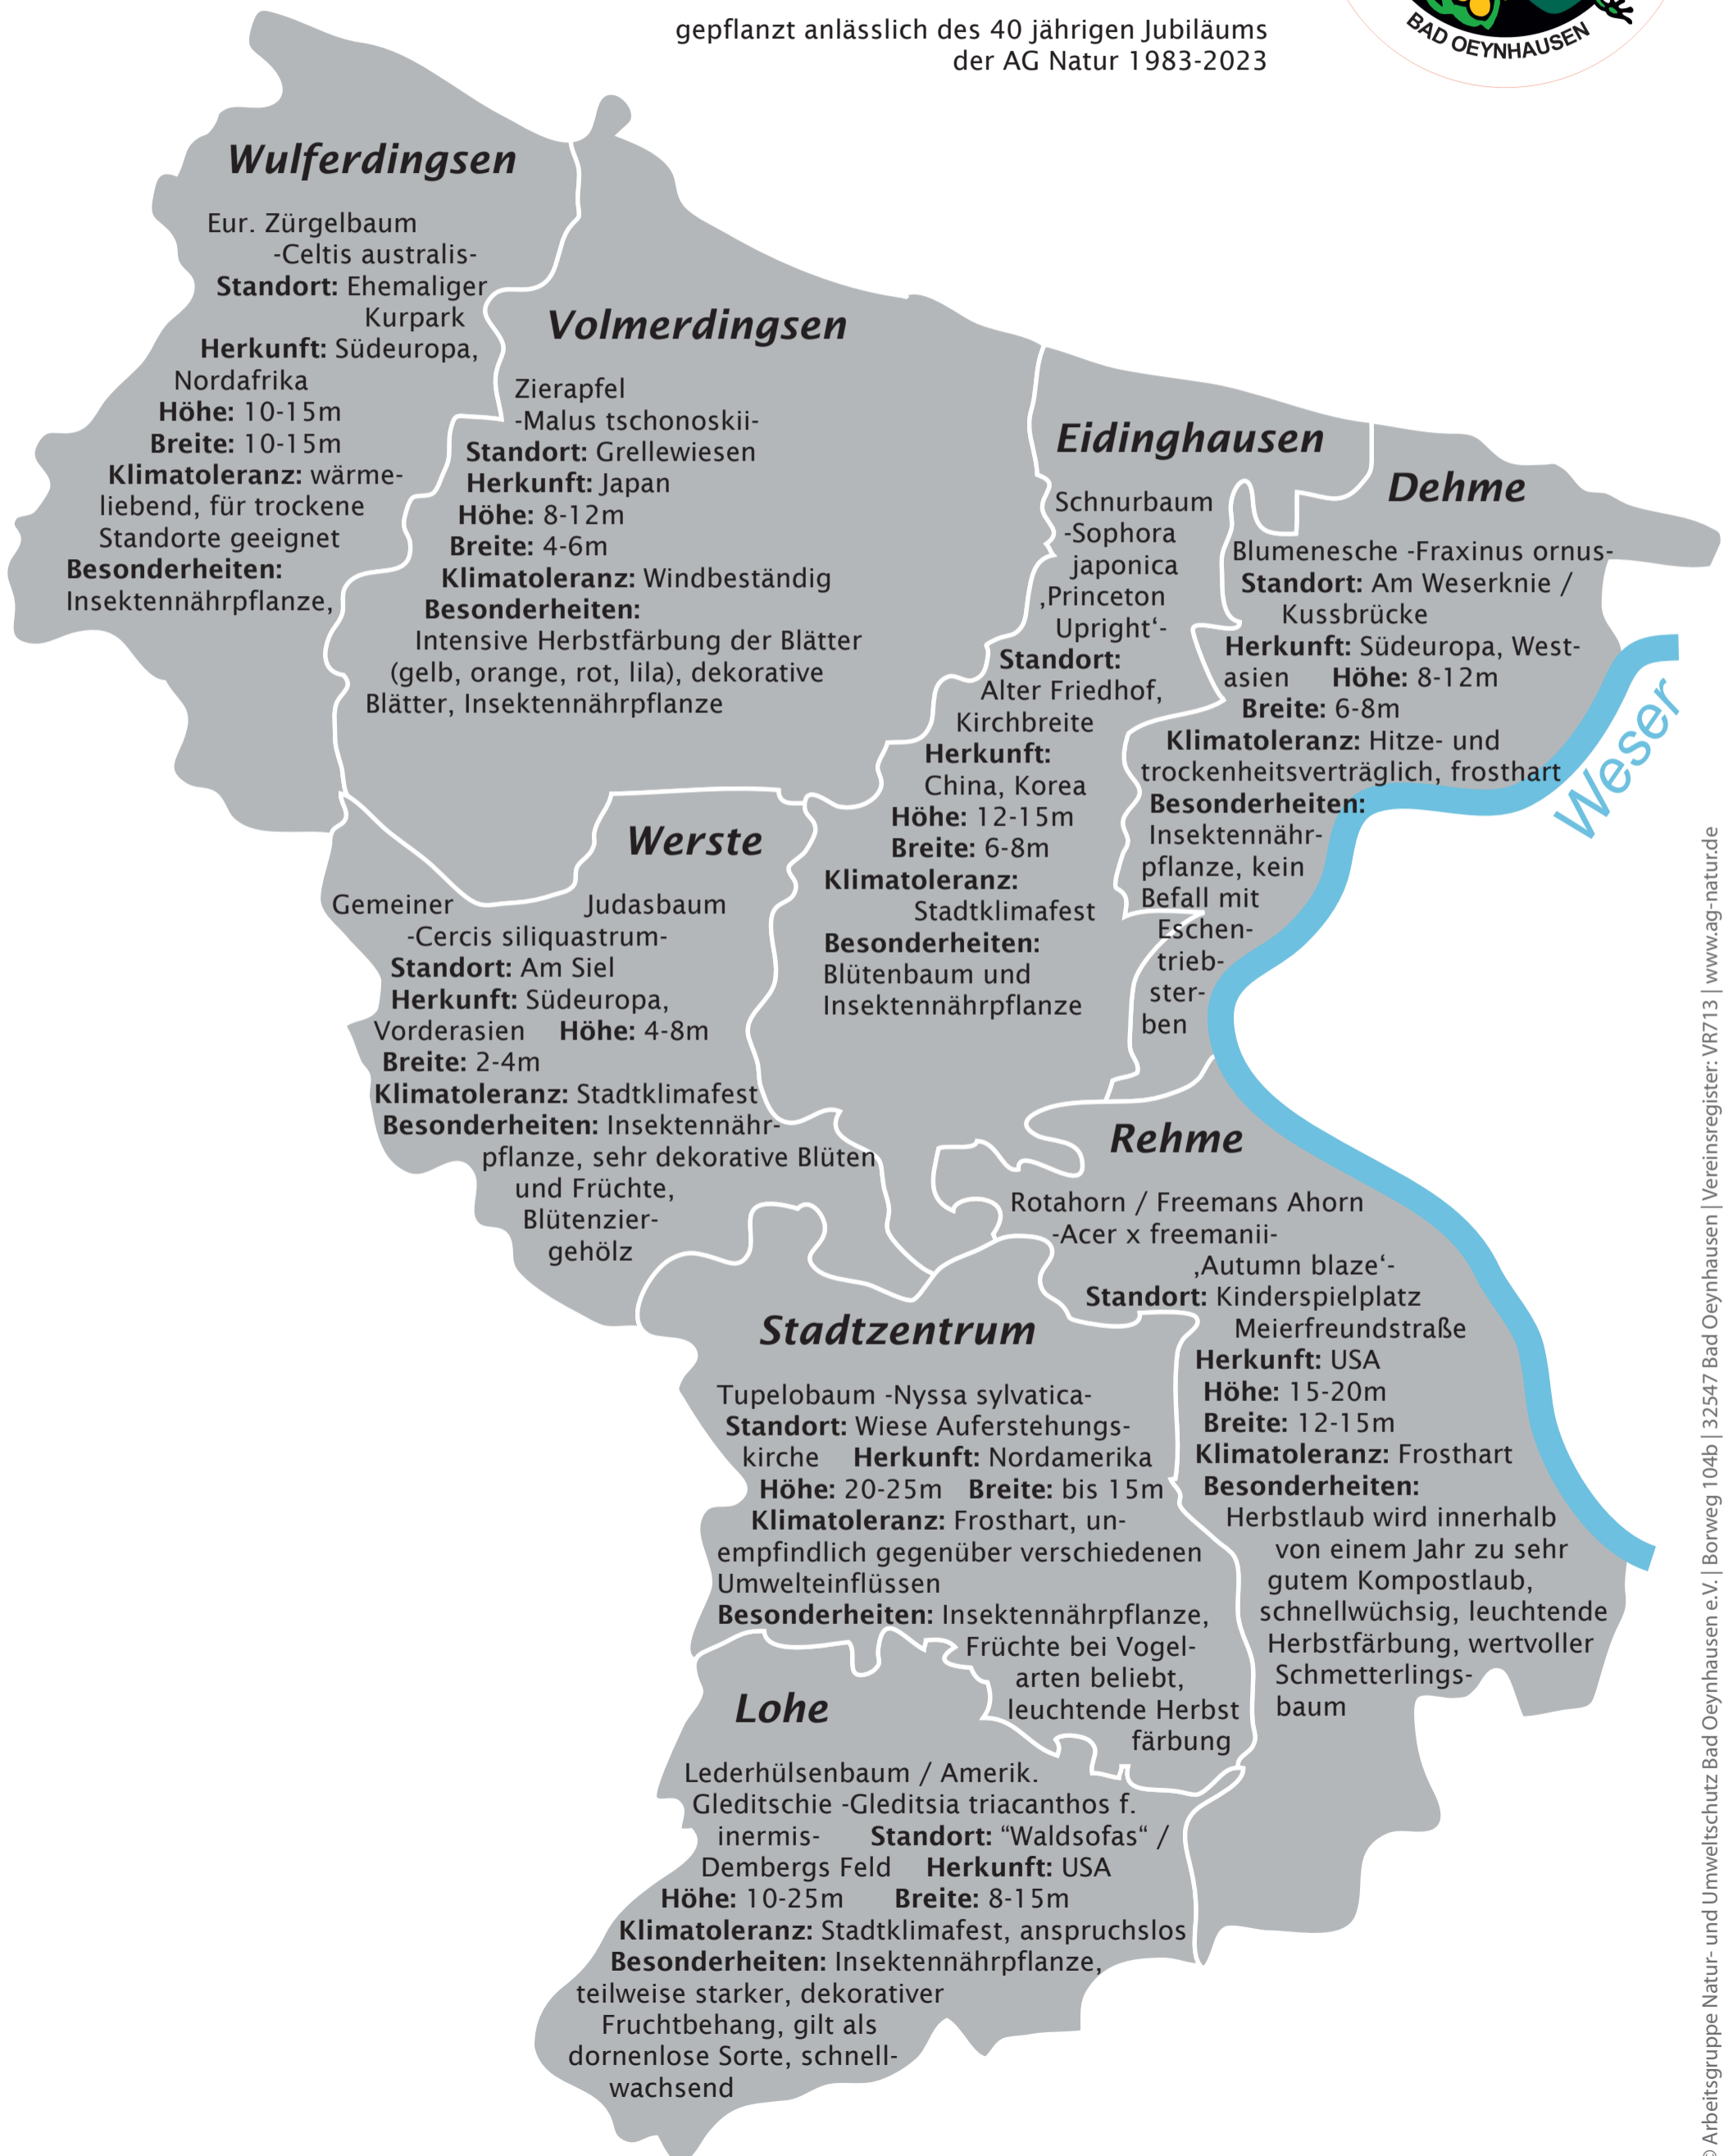 gepflanzt anlässlich des 40 jährigen Jubiläums
der AG Natur 1983-2023
BAD OEYNHAUSEN
Wulferdingsen
Eur. Zürgelbaum
-Celtis australis-
Standort: Ehemaliger
Kurpark
Herkunft: Südeuropa,
Nordafrika
Höhe: 10-15m
Breite: 10-15m
Klimatoleranz: wärme-
liebend, für trockene
Standorte geeignet
Besonderheiten:
Insektennährpflanze,
Volmerdingsen
Zierapfel
-Malus tschonoskii-
Standort: Grellewiesen
Herkunft: Japan
Höhe: 8-12m
Breite: 4-6m
Klimatoleranz: Windbeständig
Besonderheiten:
Intensive Herbstfärbung der Blätter
(gelb, orange, rot, lila), dekorative
Blätter, Insektennährpflanze
Eidinghausen
Schnurbaum
-Sophora
japonica
‚Princeton
Upright‘-
Standort:
Alter Friedhof,
Kirchbreite
Herkunft:
China, Korea
Höhe: 12-15m
Breite: 6-8m
Klimatoleranz:
Stadtklimafest
Besonderheiten:
Blütenbaum und
Insektennährpflanze
Dehme
Blumenesche -Fraxinus ornus-
Standort: Am Weserknie /
Kussbrücke
Herkunft: Südeuropa, West-
asien Höhe: 8-12m
Breite: 6-8m
Klimatoleranz: Hitze- und
trockenheitsverträglich, frosthart
Besonderheiten:
Insektennähr-
pflanze, kein
Befall mit
Eschen-
trieb-
ster-
ben
Weser
Werste
Gemeiner Judasbaum
-Cercis siliquastrum-
Standort: Am Siel
Herkunft: Südeuropa,
Vorderasien Höhe: 4-8m
Breite: 2-4m
Klimatoleranz: Stadtklimafest
Besonderheiten: Insektennähr-
pflanze, sehr dekorative Blüten
und Früchte,
Blütenzier-
gehölz
Rehme
Rotahorn / Freemans Ahorn
-Acer x freemanii-
‚Autumn blaze‘-
Standort: Kinderspielplatz
Meierfreundstraße
Herkunft: USA
Höhe: 15-20m
Breite: 12-15m
Klimatoleranz: Frosthart
Besonderheiten:
Herbstlaub wird innerhalb
von einem Jahr zu sehr
gutem Kompostlaub,
schnellwüchsig, leuchtende
Herbstfärbung, wertvoller
Schmetterlings-
baum
Stadtzentrum
Tupelobaum -Nyssa sylvatica-
Standort: Wiese Auferstehungs-
kirche Herkunft: Nordamerika
Höhe: 20-25m Breite: bis 15m
Klimatoleranz: Frosthart, un-
empfindlich gegenüber verschiedenen
Umwelteinflüssen
Besonderheiten: Insektennährpflanze,
Früchte bei Vogel-
arten beliebt,
leuchtende Herbst
färbung
Lohe
Lederhülsenbaum / Amerik.
Gleditschie -Gleditsia triacanthos f.
inermis- Standort: “Waldsofas“ /
Dembergs Feld Herkunft: USA
Höhe: 10-25m Breite: 8-15m
Klimatoleranz: Stadtklimafest, anspruchslos
Besonderheiten: Insektennährpflanze,
teilweise starker, dekorativer
Fruchtbehang, gilt als
dornenlose Sorte, schnell-
wachsend
© Arbeitsgruppe Natur- und Umweltschutz Bad Oeynhausen e.V. | Borweg 104b | 32547 Bad Oeynhausen | Vereinsregister: VR713 | www.ag-natur.de